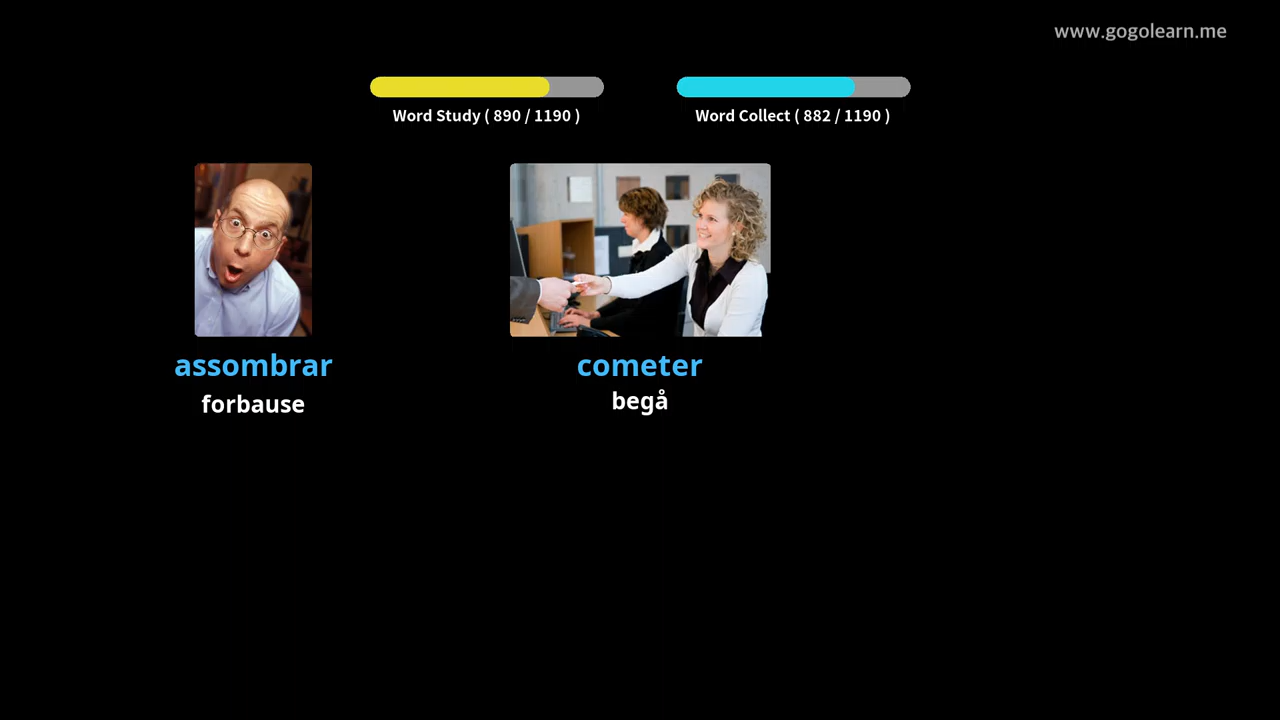 www.gogolearn.me
Word Study ( 890 / 1190 )
Word Collect ( 882 / 1190 )
assombrar
forbause
cometer
begå